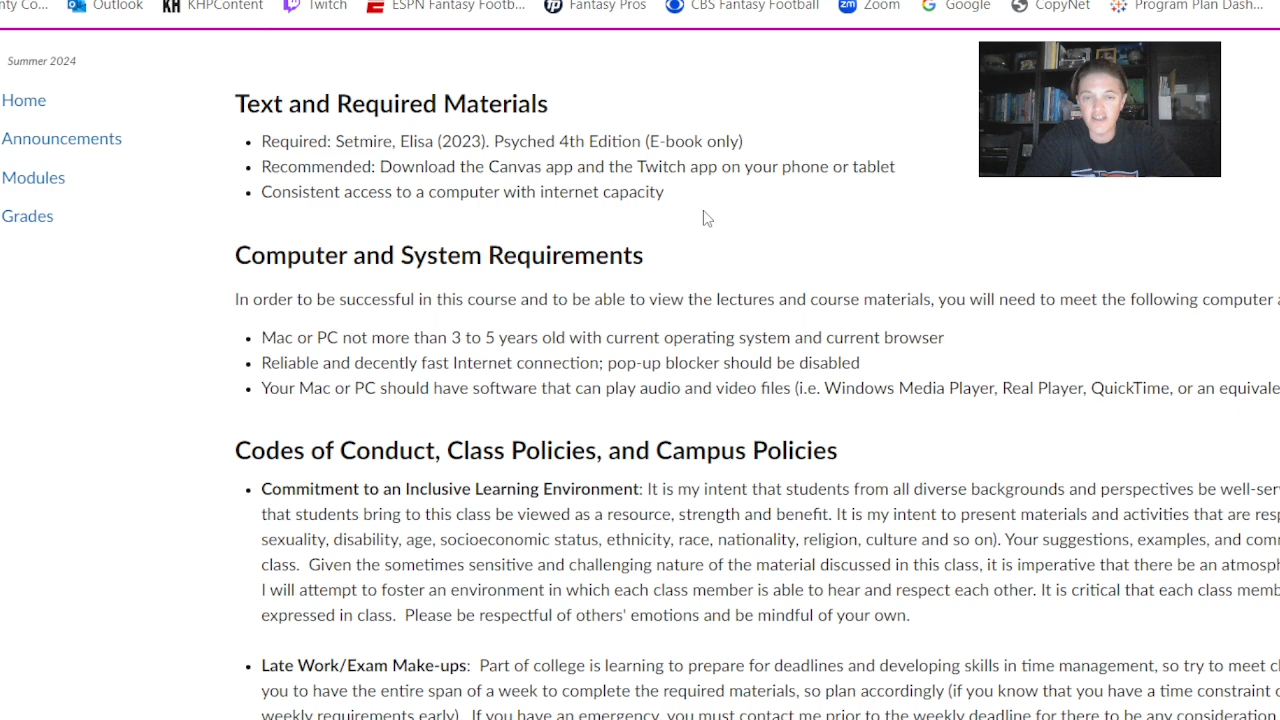 nty Co... Outlook KHPContent Twitch ESPN Fantasy Footb... Fantasy Pros CBS Fantasy Football Zoom Google CopyNet Program Plan Dash...
Summer 2024
Home
Announcements
Modules
Grades
Text and Required Materials
• Required: Setmire, Elisa (2023). Psyched 4th Edition (E-book only)
• Recommended: Download the Canvas app and the Twitch app on your phone or tablet
• Consistent access to a computer with internet capacity
Computer and System Requirements
In order to be successful in this course and to be able to view the lectures and course materials, you will need to meet the following computer a
• Mac or PC not more than 3 to 5 years old with current operating system and current browser
• Reliable and decently fast Internet connection; pop-up blocker should be disabled
• Your Mac or PC should have software that can play audio and video files (i.e. Windows Media Player, Real Player, QuickTime, or an equivale
Codes of Conduct, Class Policies, and Campus Policies
• Commitment to an Inclusive Learning Environment: It is my intent that students from all diverse backgrounds and perspectives be well-ser
that students bring to this class be viewed as a resource, strength and benefit. It is my intent to present materials and activities that are resp
sexuality, disability, age, socioeconomic status, ethnicity, race, nationality, religion, culture and so on). Your suggestions, examples, and com
class. Given the sometimes sensitive and challenging nature of the material discussed in this class, it is imperative that there be an atmosph
I will attempt to foster an environment in which each class member is able to hear and respect each other. It is critical that each class memb
expressed in class. Please be respectful of others' emotions and be mindful of your own.
• Late Work/Exam Make-ups: Part of college is learning to prepare for deadlines and developing skills in time management, so try to meet cl
you to have the entire span of a week to complete the required materials, so plan accordingly (if you know that you have a time constraint c
weekly requirements early). If you have an emergency, you must contact me prior to the weekly deadline for there to be any consideration